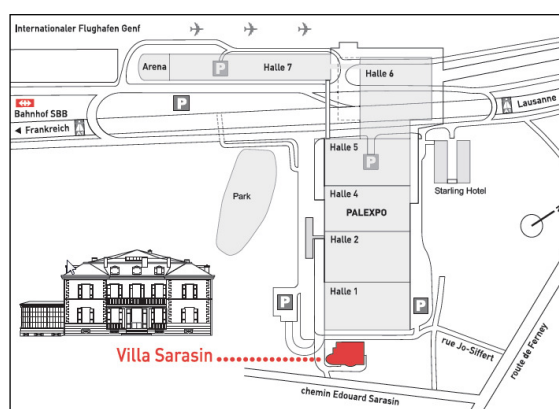 Internationaler Flughafen Genf
Arena
P
Halle 7
Halle 6
SBB
P
Bahnhof SBB
Frankreich
Lausanne
Halle 5
P
Starling Hotel
Park
Halle 4
PALEXPO
Halle 2
Halle 1
P
P
Villa Sarasin
rue Jo-Siffert
route de Ferney
chemin Edouard Sarasin